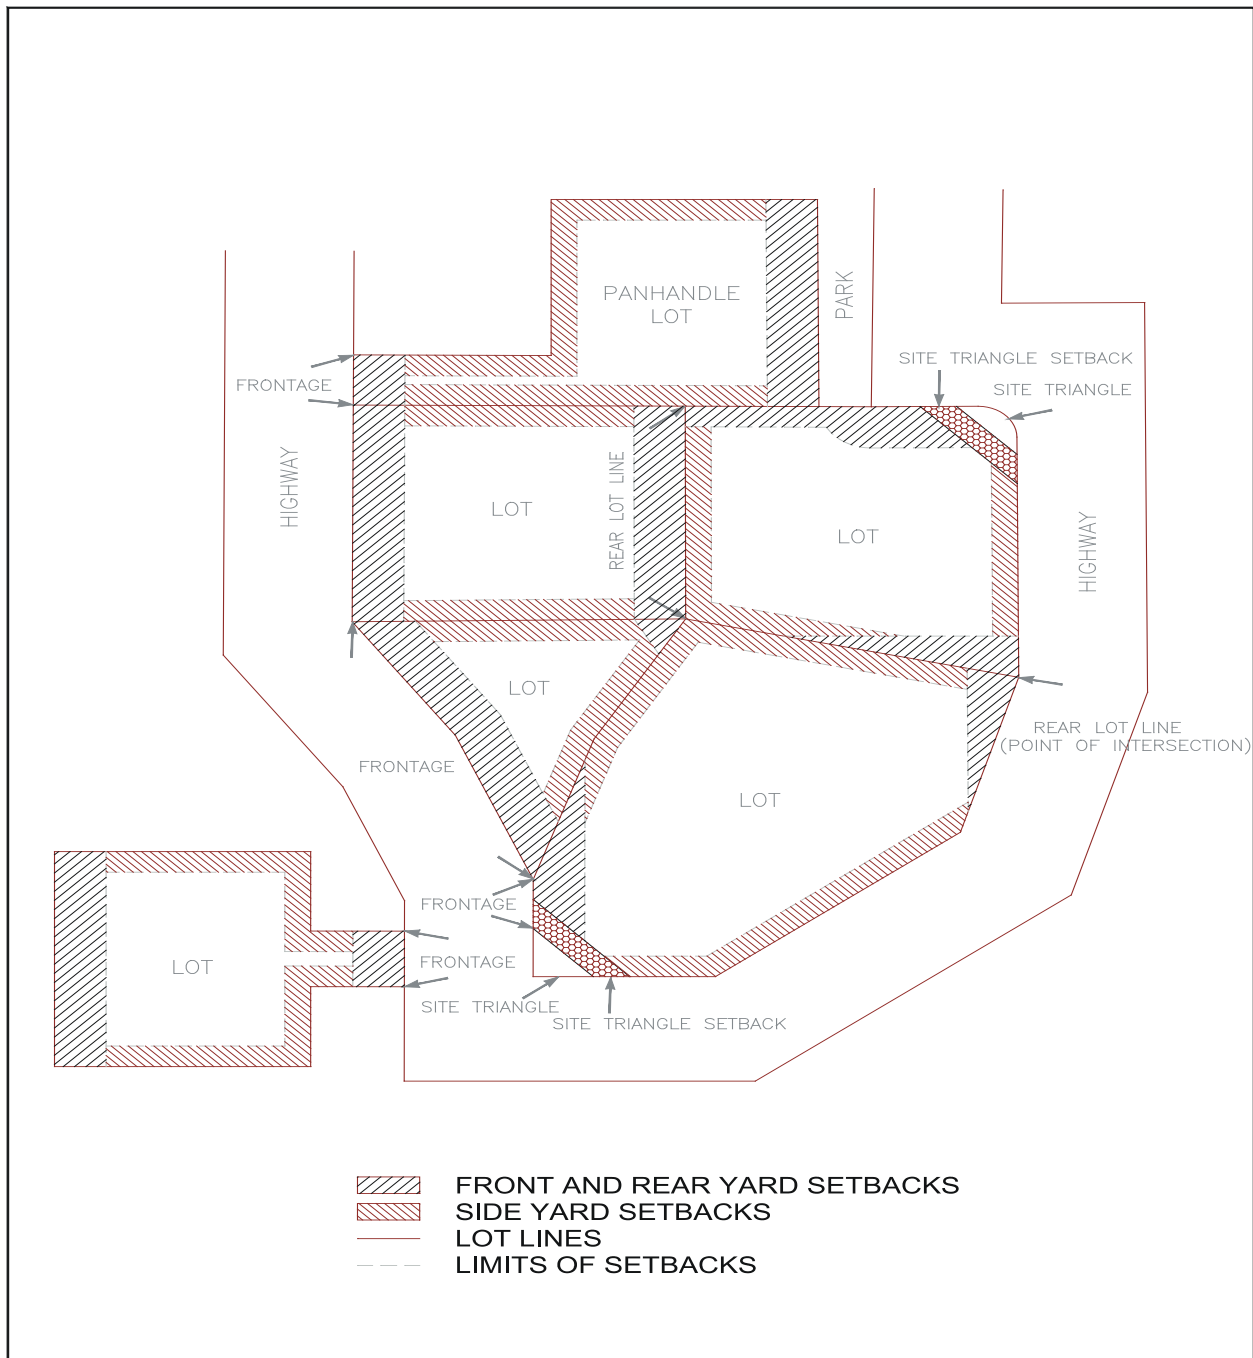 PANHANDLE
LOT
PARK
SITE TRIANGLE SETBACK
FRONTAGE
SITE TRIANGLE
HIGHWAY
REAR LOT LINE
LOT
LOT
HIGHWAY
LOT
REAR LOT LINE
(POINT OF INTERSECTION)
FRONTAGE
LOT
FRONTAGE
LOT
FRONTAGE
SITE TRIANGLE
SITE TRIANGLE SETBACK
FRONT AND REAR YARD SETBACKS
SIDE YARD SETBACKS
LOT LINES
LIMITS OF SETBACKS